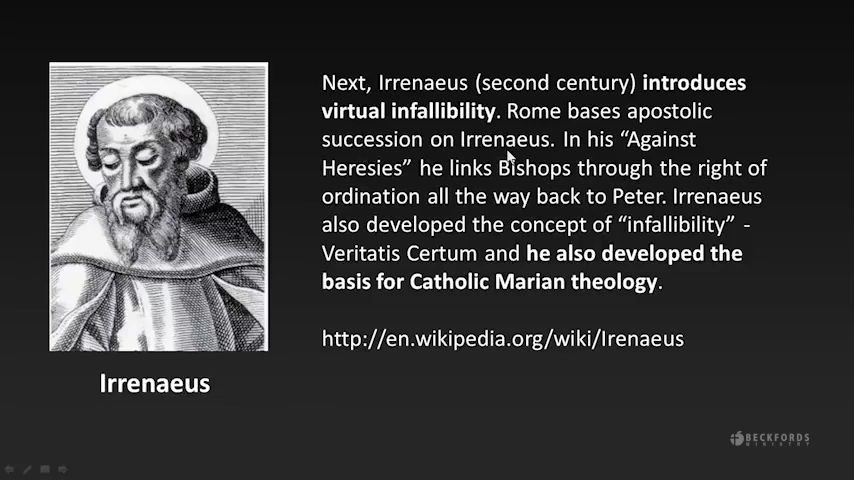 Next, Irrenaeus (second century) introduces
virtual infallibility. Rome bases apostolic
succession on Irrenaeus. In his “Against
Heresies” he links Bishops through the right of
ordination all the way back to Peter. Irrenaeus
also developed the concept of “infallibility” -
Veritatis Certum and he also developed the
basis for Catholic Marian theology.
http://en.wikipedia.org/wiki/Irenaeus
Irrenaeus
BECKFORDS
MINISTRY